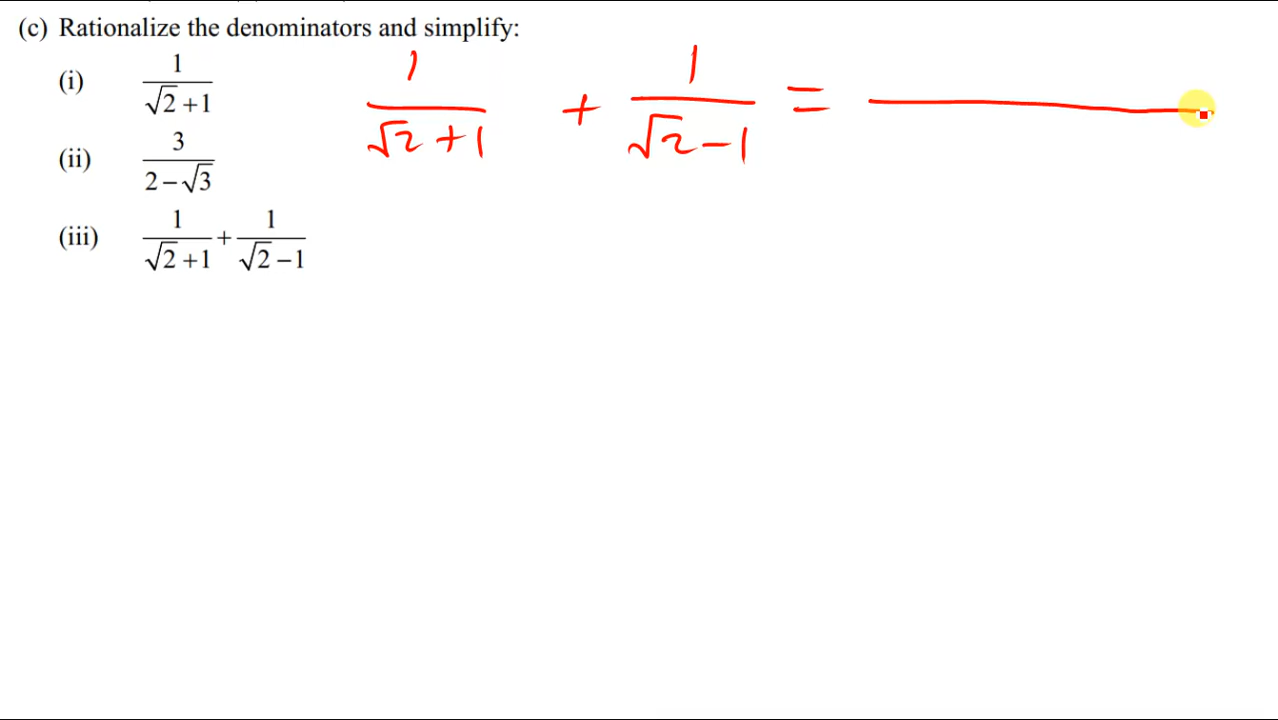 (c) Rationalize the denominators and simplify:
(i) 1/(√2+1)
(ii) 3/(2−√3)
(iii) 1/(√2+1) + 1/(√2−1)
1/(√2+1) + 1/(√2−1) =